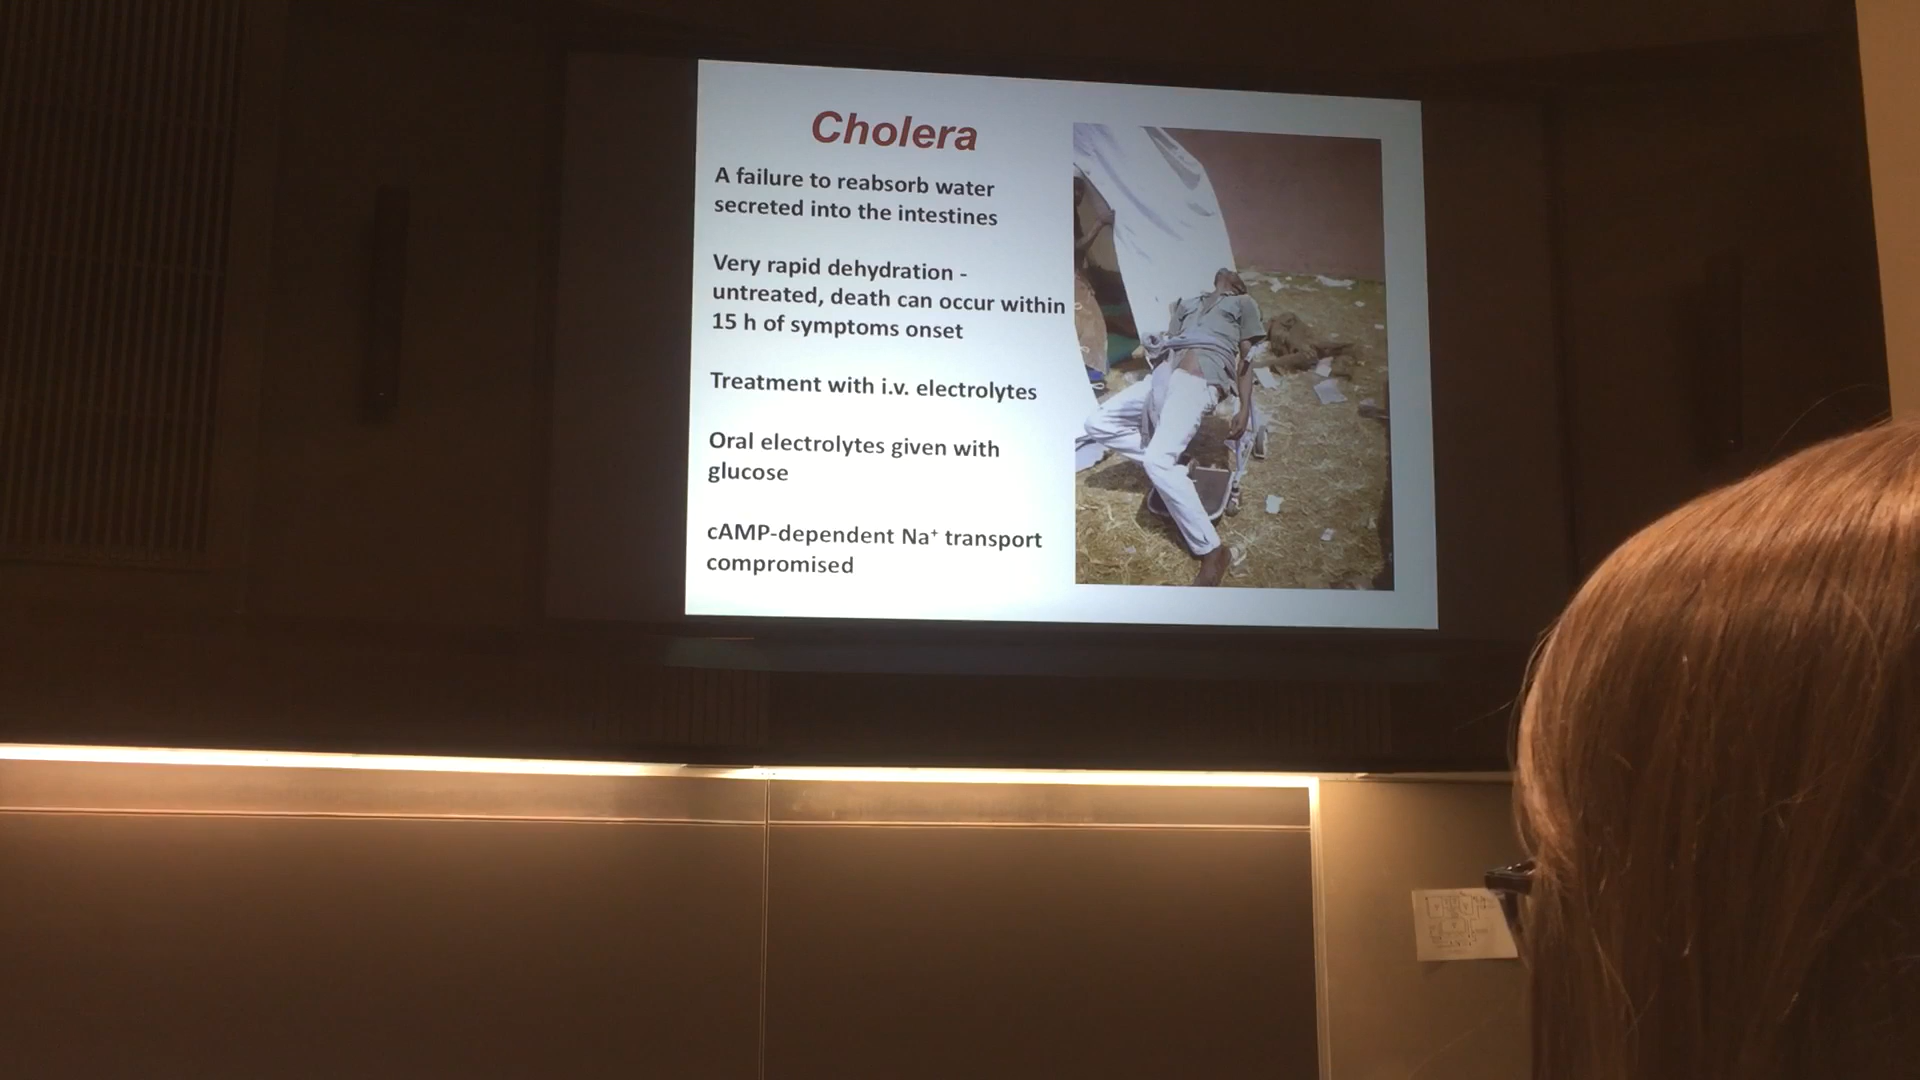 Cholera
A failure to reabsorb water
secreted into the intestines
Very rapid dehydration -
untreated, death can occur within
15 h of symptoms onset
Treatment with i.v. electrolytes
Oral electrolytes given with
glucose
cAMP-dependent Na⁺ transport
compromised